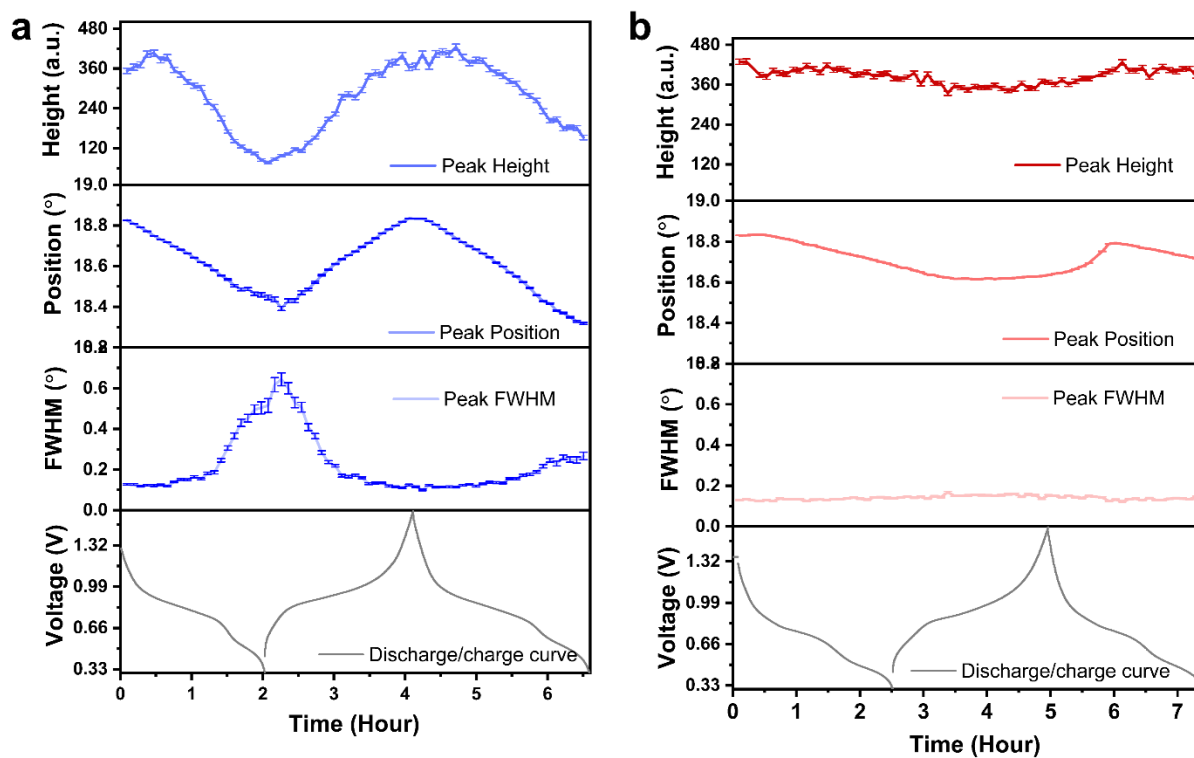 a
Height (a.u.)
480
360
240
120
Peak Height
Position (°)
19.0
18.8
18.6
18.4
Peak Position
FWHM (°)
0.6
0.4
0.2
0.0
Peak FWHM
Voltage (V)
1.32
0.99
0.66
0.33
Discharge/charge curve
0 1 2 3 4 5 6
Time (Hour)
b
Height (a.u.)
480
360
240
120
Peak Height
Position (°)
19.0
18.8
18.6
18.4
Peak Position
FWHM (°)
0.6
0.4
0.2
0.0
Peak FWHM
Voltage (V)
1.32
0.99
0.66
0.33
Discharge/charge curve
0 1 2 3 4 5 6 7
Time (Hour)